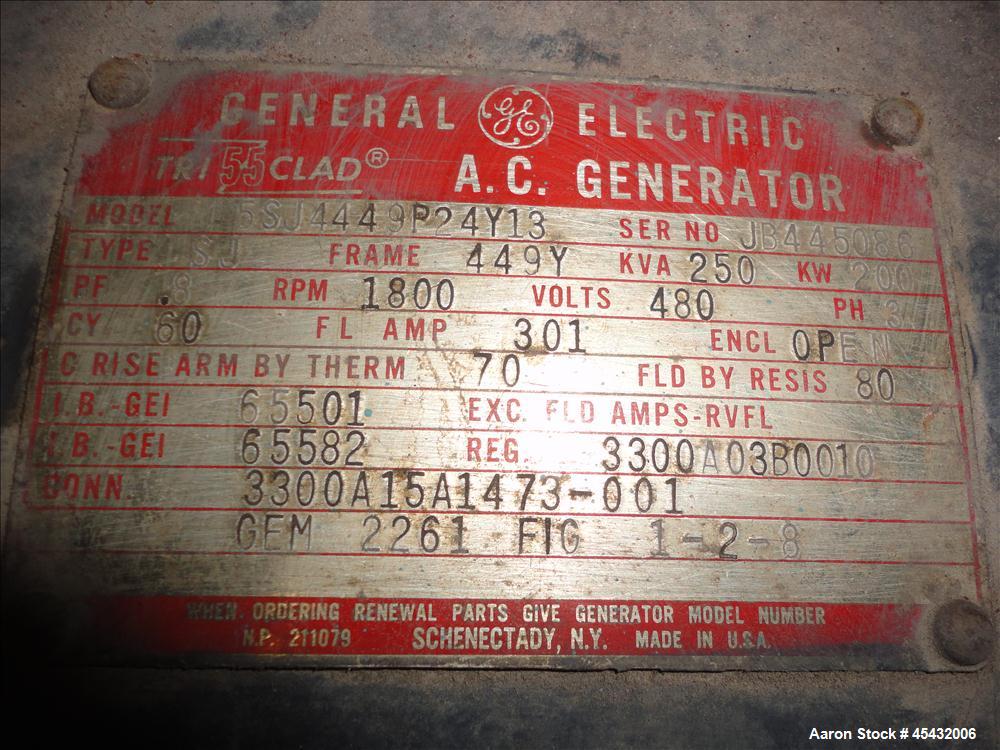 GENERAL GE ELECTRIC
TRI 55 CLAD® A.C. GENERATOR
MODEL 5SJ4449P24Y13 SER NO JB445086
TYPE SJ FRAME 449Y KVA 250 KW 200
PF .8 RPM 1800 VOLTS 480 PH 3
CY 60 FL AMP 301 ENCL OPEN
C RISE ARM BY THERM 70 FLD BY RESIS 80
I.B.-GEI 65501 EXC. FLD AMPS-RVFL
I.B.-GEI 65582 REG. 3300A03B0010
CONN. 3300A15A1473-001
GEM 2261 FIG 1-2-8
WHEN ORDERING RENEWAL PARTS GIVE GENERATOR MODEL NUMBER
N.P. 211079 SCHENECTADY, N.Y. MADE IN U.S.A.
Aaron Stock # 45432006